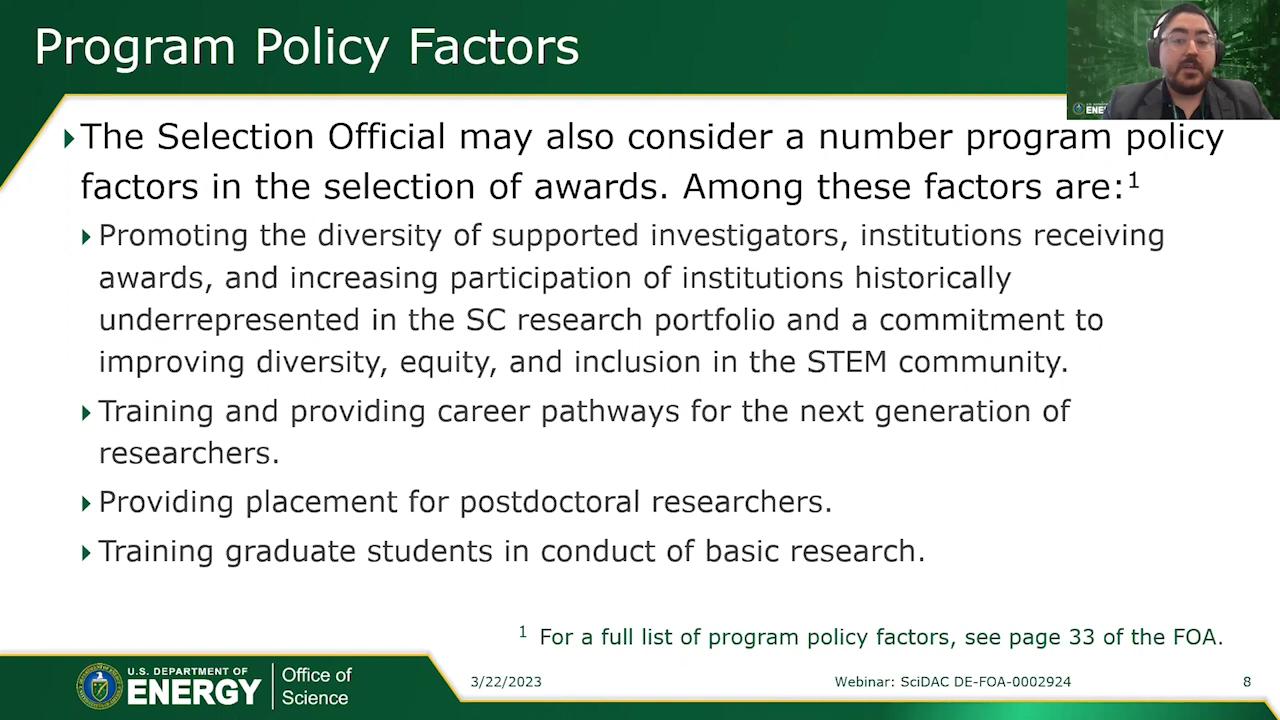 Program Policy Factors
The Selection Official may also consider a number program policy
factors in the selection of awards. Among these factors are:1
Promoting the diversity of supported investigators, institutions receiving
awards, and increasing participation of institutions historically
underrepresented in the SC research portfolio and a commitment to
improving diversity, equity, and inclusion in the STEM community.
Training and providing career pathways for the next generation of
researchers.
Providing placement for postdoctoral researchers.
Training graduate students in conduct of basic research.
1 For a full list of program policy factors, see page 33 of the FOA.
U.S. DEPARTMENT OF
ENERGY
Office of
Science
3/22/2023
Webinar: SciDAC DE-FOA-0002924
8